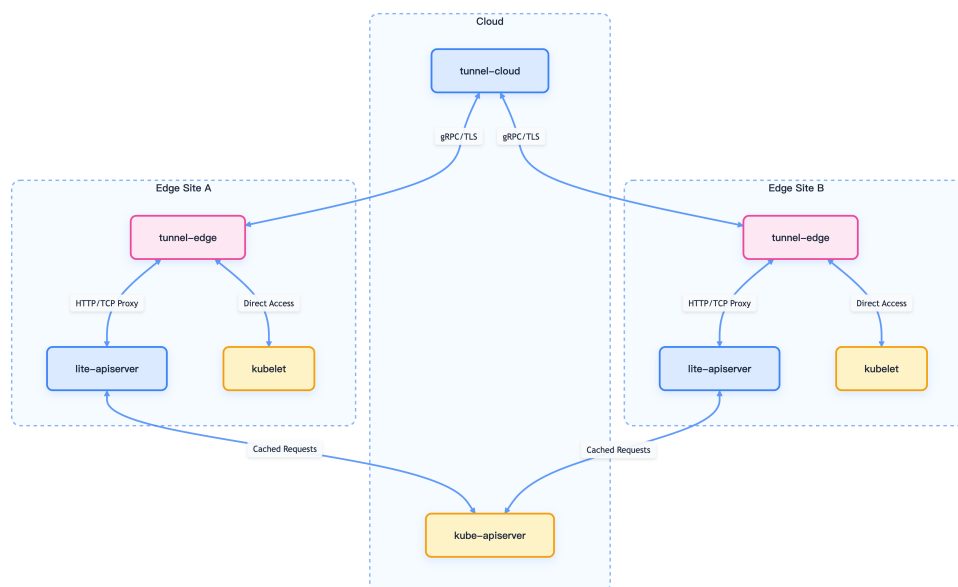 Cloud
tunnel-cloud
gRPC/TLS
gRPC/TLS
Edge Site A
Edge Site B
tunnel-edge
tunnel-edge
HTTP/TCP Proxy
Direct Access
HTTP/TCP Proxy
Direct Access
lite-apiserver
kubelet
lite-apiserver
kubelet
Cached Requests
Cached Requests
kube-apiserver